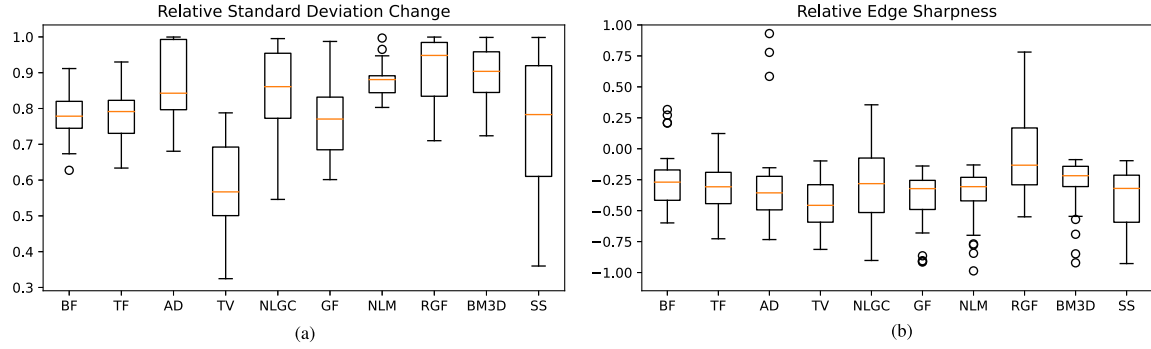 Relative Standard Deviation Change
1.0
0.9
0.8
0.7
0.6
0.5
0.4
0.3
BF TF AD TV NLGC GF NLM RGF BM3D SS
(a)
Relative Edge Sharpness
1.00
0.75
0.50
0.25
0.00
−0.25
−0.50
−0.75
−1.00
BF TF AD TV NLGC GF NLM RGF BM3D SS
(b)